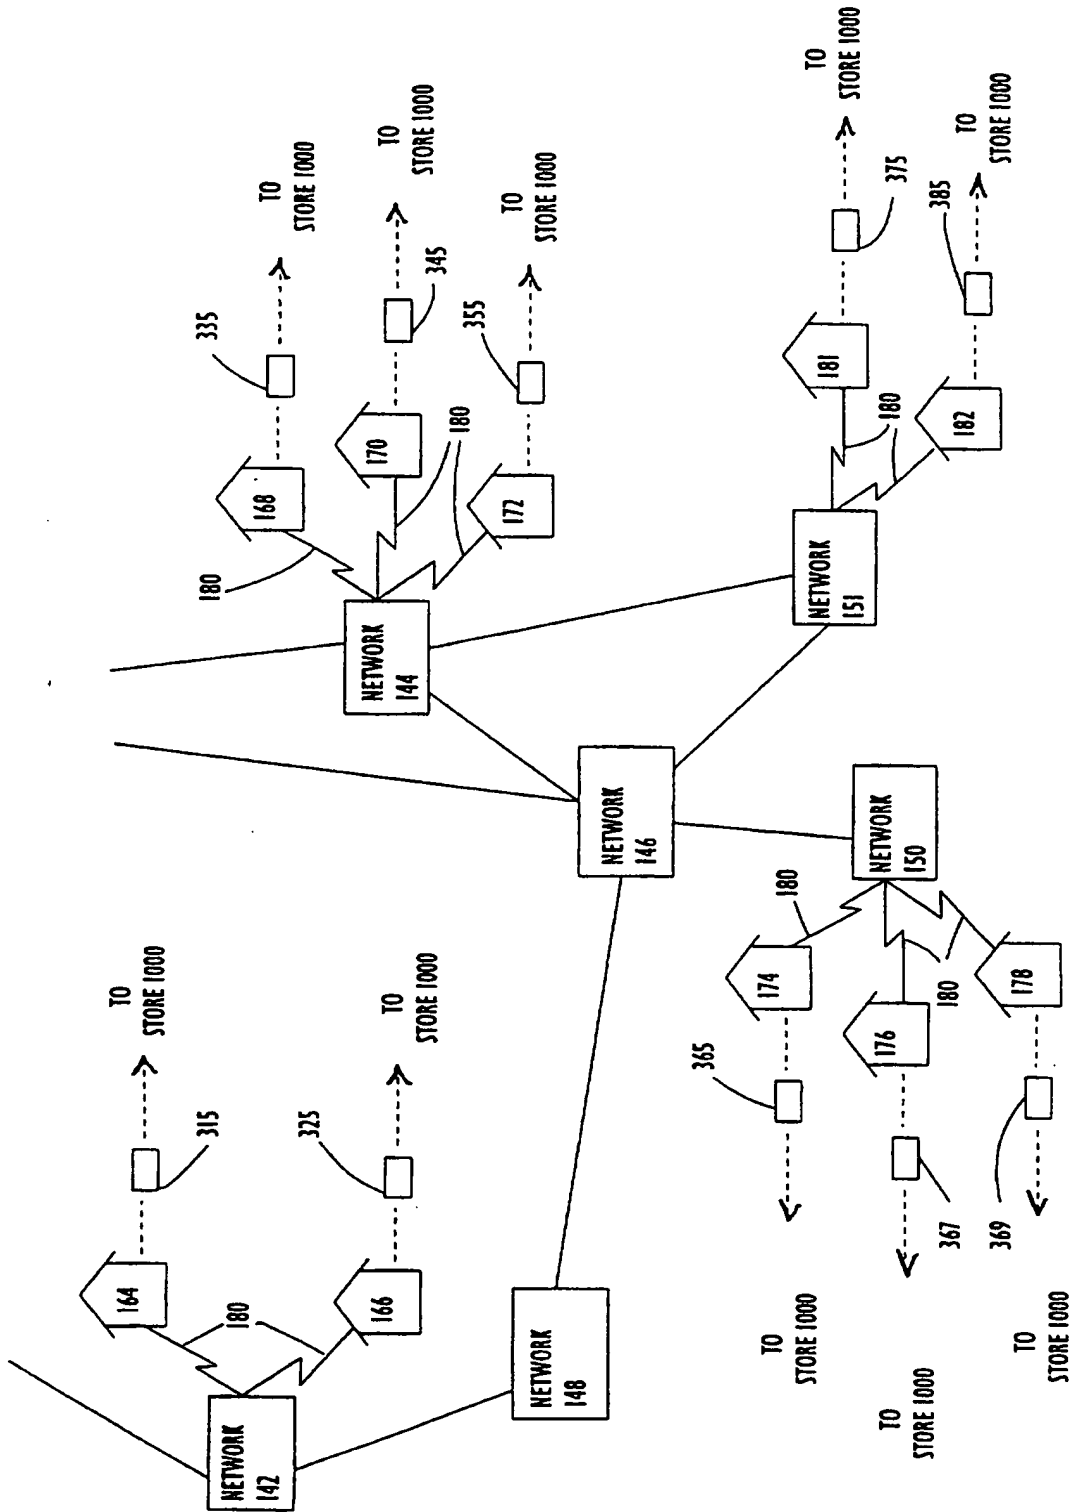 TO
STORE 1000
315
164
180
NETWORK
142
TO
STORE 1000
325
166
NETWORK
148
335
TO
STORE 1000
168
180
TO
STORE 1000
345
170
180
NETWORK
144
355
TO
STORE 1000
172
NETWORK
146
TO
STORE 1000
375
181
180
385
TO
STORE 1000
182
NETWORK
151
NETWORK
150
180
174
365
TO
STORE 1000
176
180
367
TO
STORE 1000
178
369
TO
STORE 1000